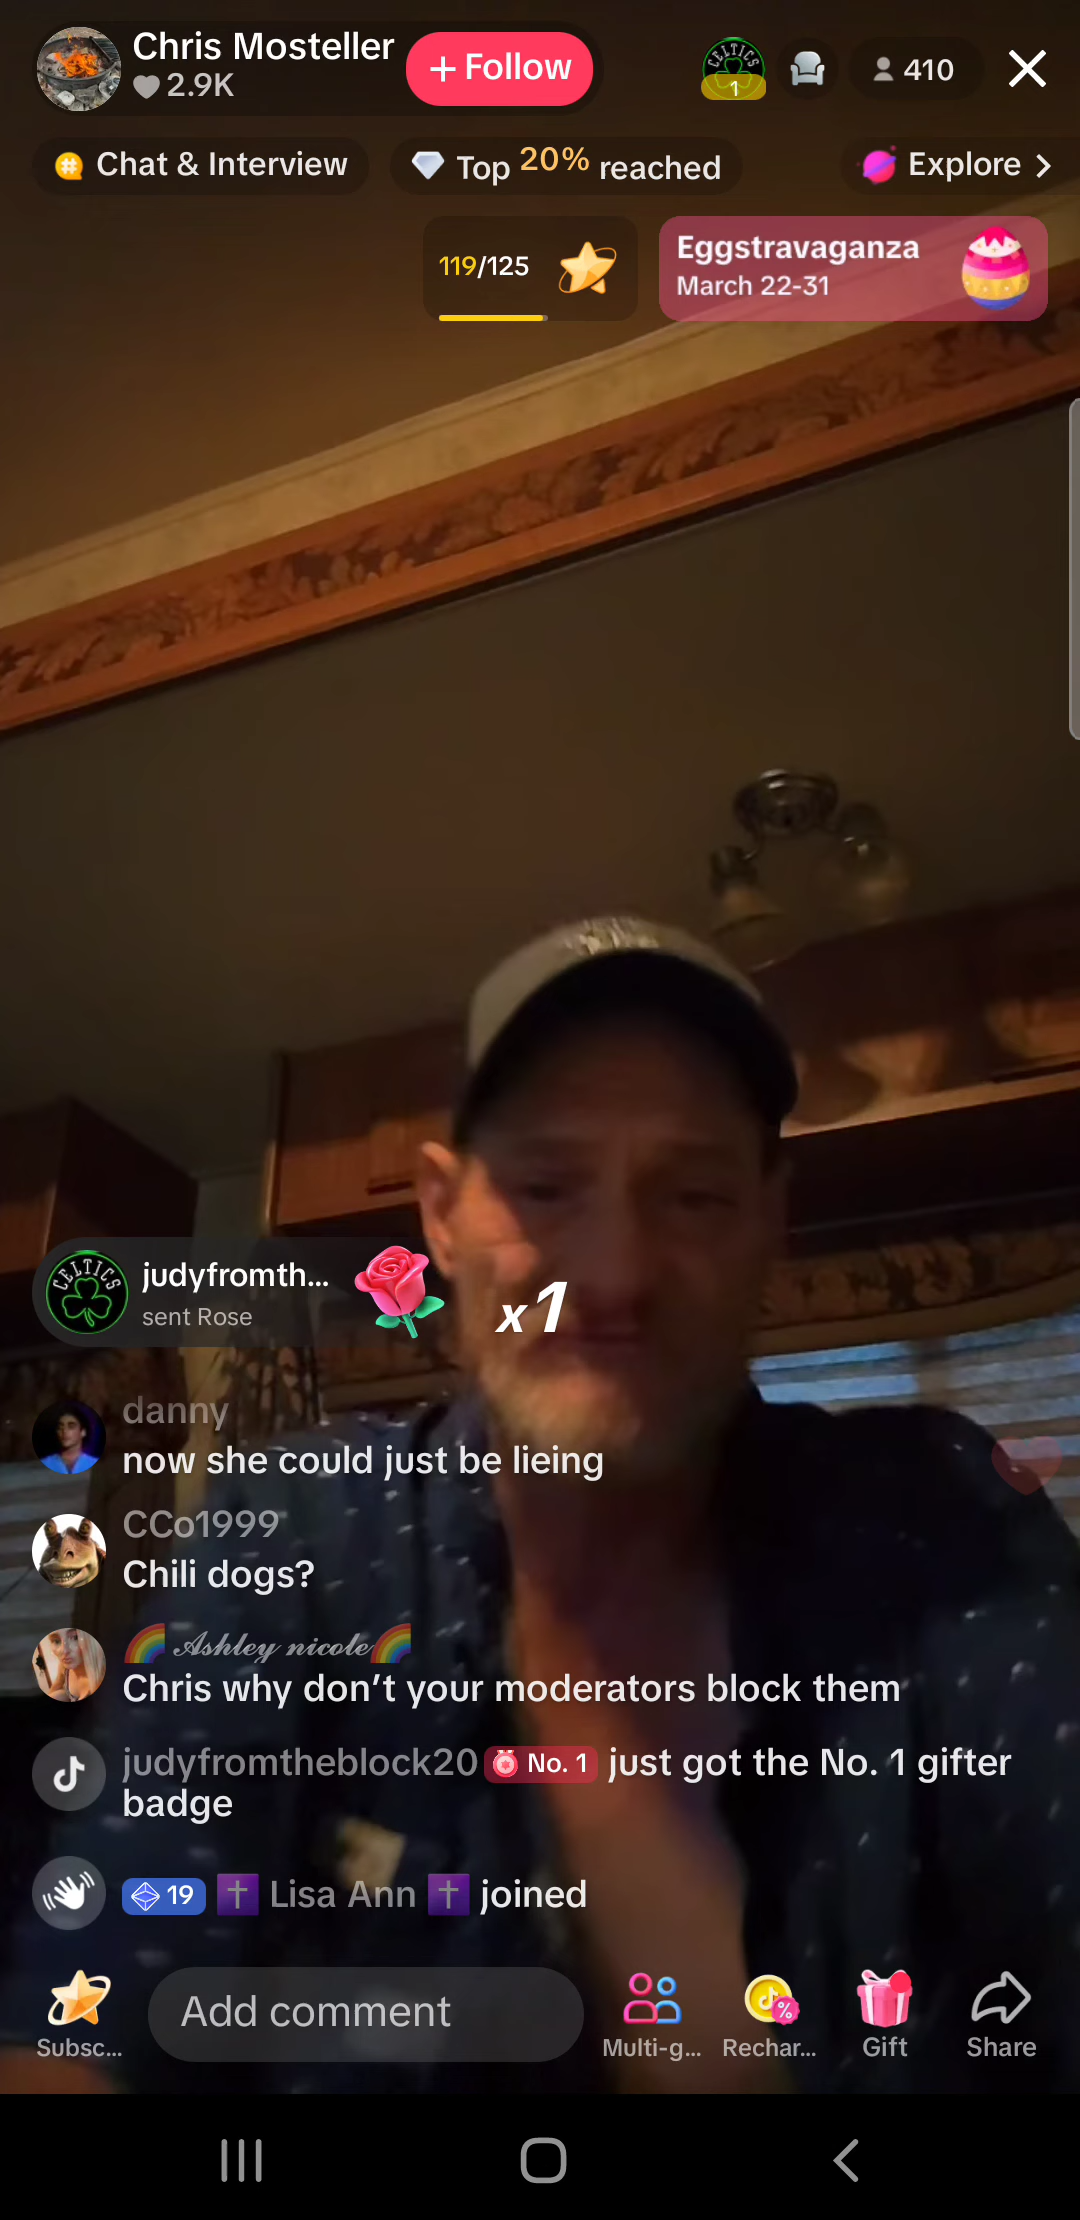 Chris Mosteller
2.9K
+ Follow
CELTICS
1
410
Chat & Interview
Top 20% reached
Explore >
119/125
Eggstravaganza
March 22-31
CELTICS
judyfromth...
sent Rose
x1
danny
now she could just be lieing
CCo1999
Chili dogs?
🌈 𝒜𝓈𝒽𝓁𝑒𝓎 𝓃𝒾𝒸𝑜𝓁𝑒🌈
Chris why don't your moderators block them
judyfromtheblock20 No. 1 just got the No. 1 gifter
badge
19 ✝️ Lisa Ann ✝️ joined
Add comment
Subsc...
Multi-g...
Rechar...
Gift
Share